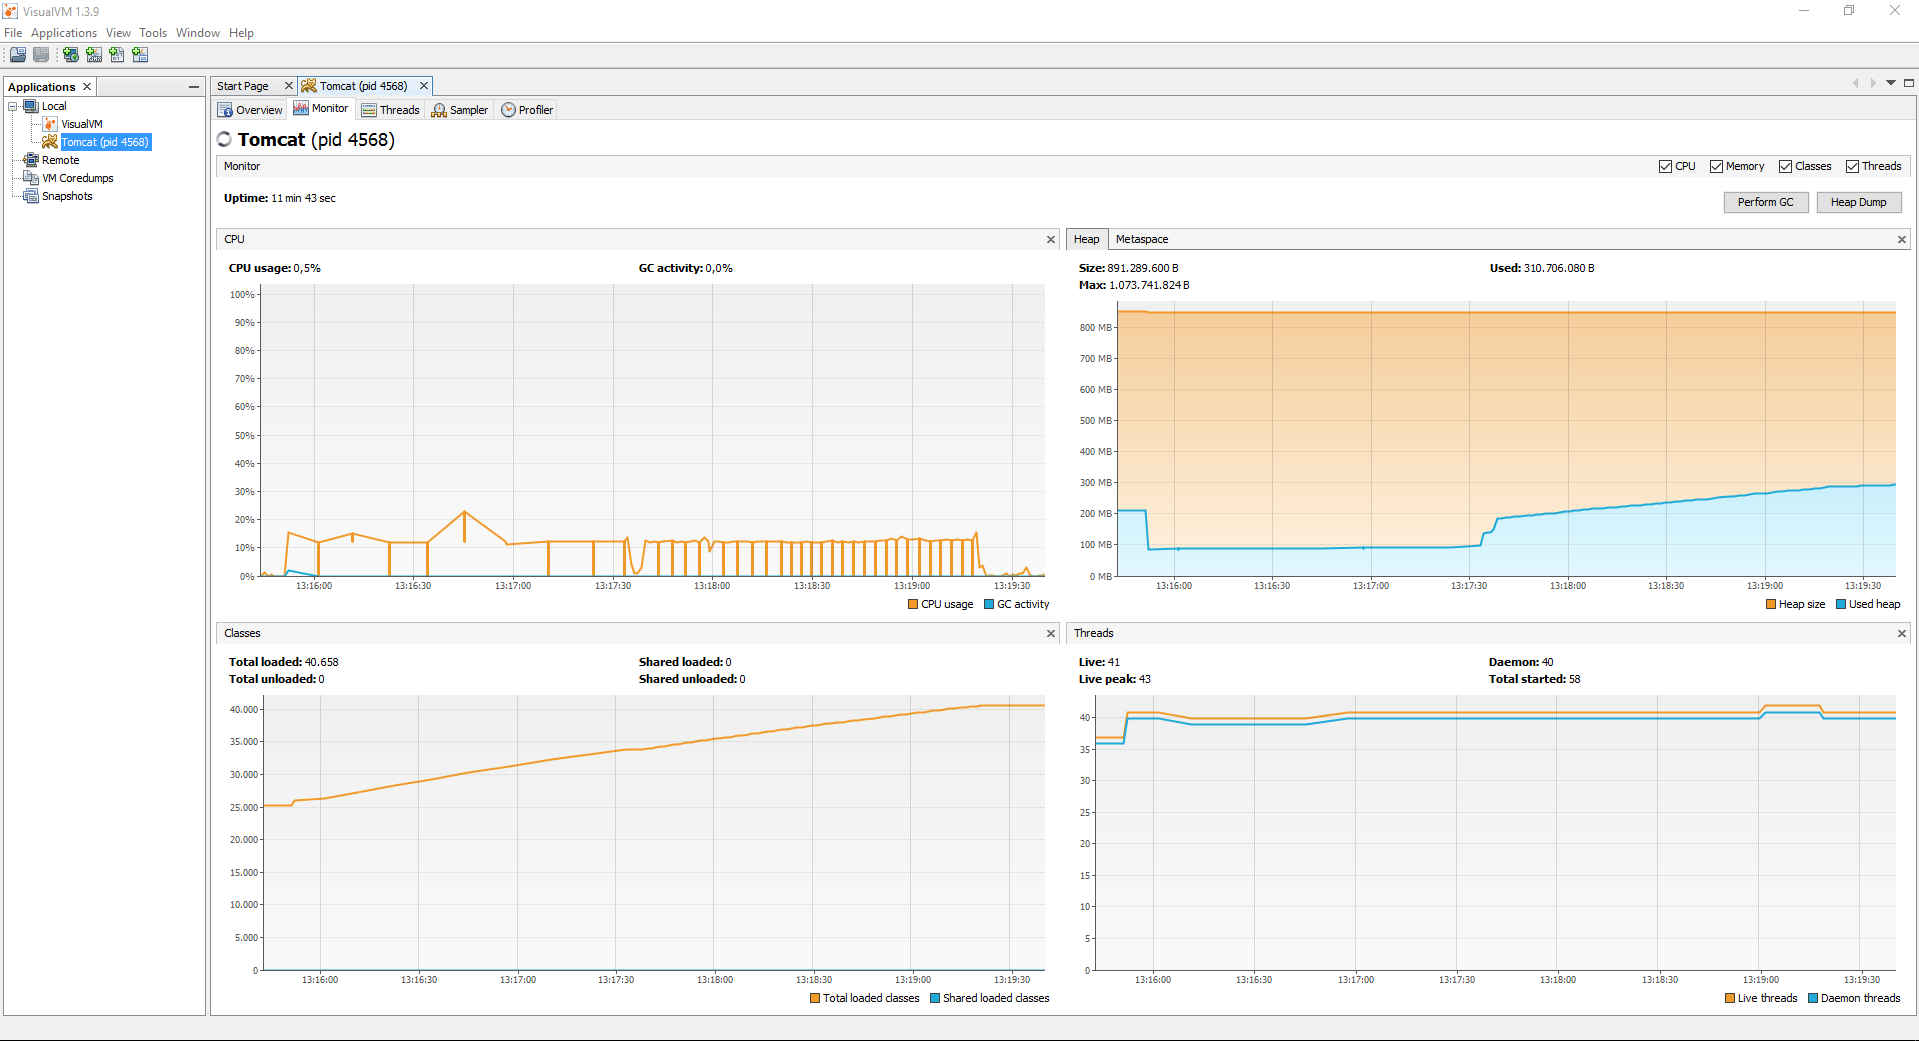 VisualVM 1.3.9
File Applications View Tools Window Help
Applications
Local
VisualVM
Tomcat (pid 4568)
Remote
VM Coredumps
Snapshots
Start Page
Tomcat (pid 4568)
Overview Monitor Threads Sampler Profiler
Tomcat (pid 4568)
Monitor
CPU Memory Classes Threads
Uptime: 11 min 43 sec
Perform GC Heap Dump
CPU
CPU usage: 0,5% GC activity: 0,0%
100%
90%
80%
70%
60%
50%
40%
30%
20%
10%
0%
13:16:00 13:16:30 13:17:00 13:17:30 13:18:00 13:18:30 13:19:00 13:19:30
CPU usage GC activity
Heap Metaspace
Size: 891.289.600 B Used: 310.706.080 B
Max: 1.073.741.824 B
800 MB
700 MB
600 MB
500 MB
400 MB
300 MB
200 MB
100 MB
0 MB
13:16:00 13:16:30 13:17:00 13:17:30 13:18:00 13:18:30 13:19:00 13:19:30
Heap size Used heap
Classes
Total loaded: 40.658 Shared loaded: 0
Total unloaded: 0 Shared unloaded: 0
40.000
35.000
30.000
25.000
20.000
15.000
10.000
5.000
0
13:16:00 13:16:30 13:17:00 13:17:30 13:18:00 13:18:30 13:19:00 13:19:30
Total loaded classes Shared loaded classes
Threads
Live: 41 Daemon: 40
Live peak: 43 Total started: 58
40
35
30
25
20
15
10
5
0
13:16:00 13:16:30 13:17:00 13:17:30 13:18:00 13:18:30 13:19:00 13:19:30
Live threads Daemon threads